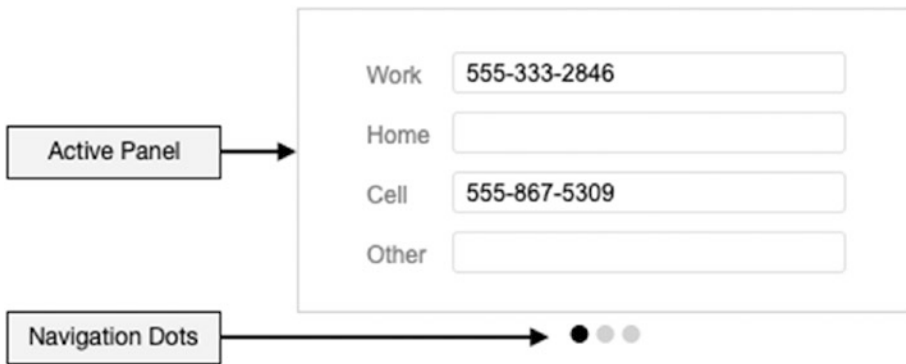 Work 555-333-2846
Home
Active Panel
Cell 555-867-5309
Other
Navigation Dots